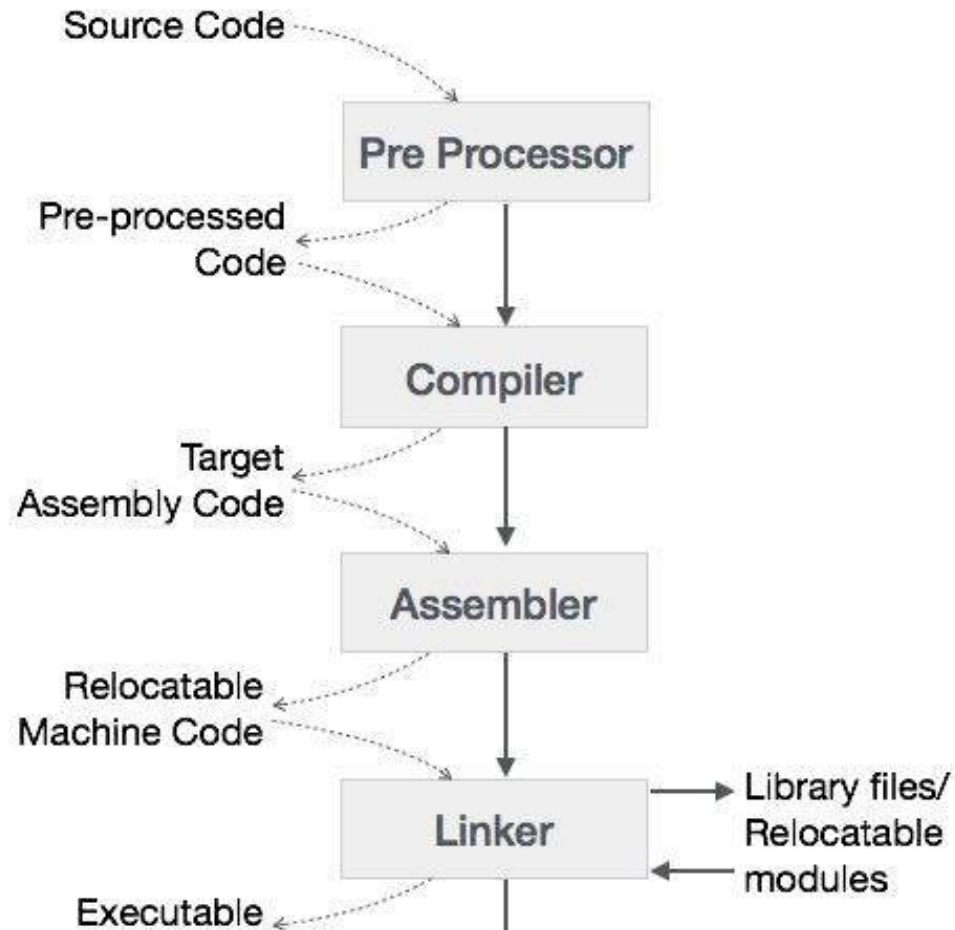 Source Code
Pre Processor
Pre-processed
Code
Compiler
Target
Assembly Code
Assembler
Relocatable
Machine Code
Linker
Library files/
Relocatable
modules
Executable